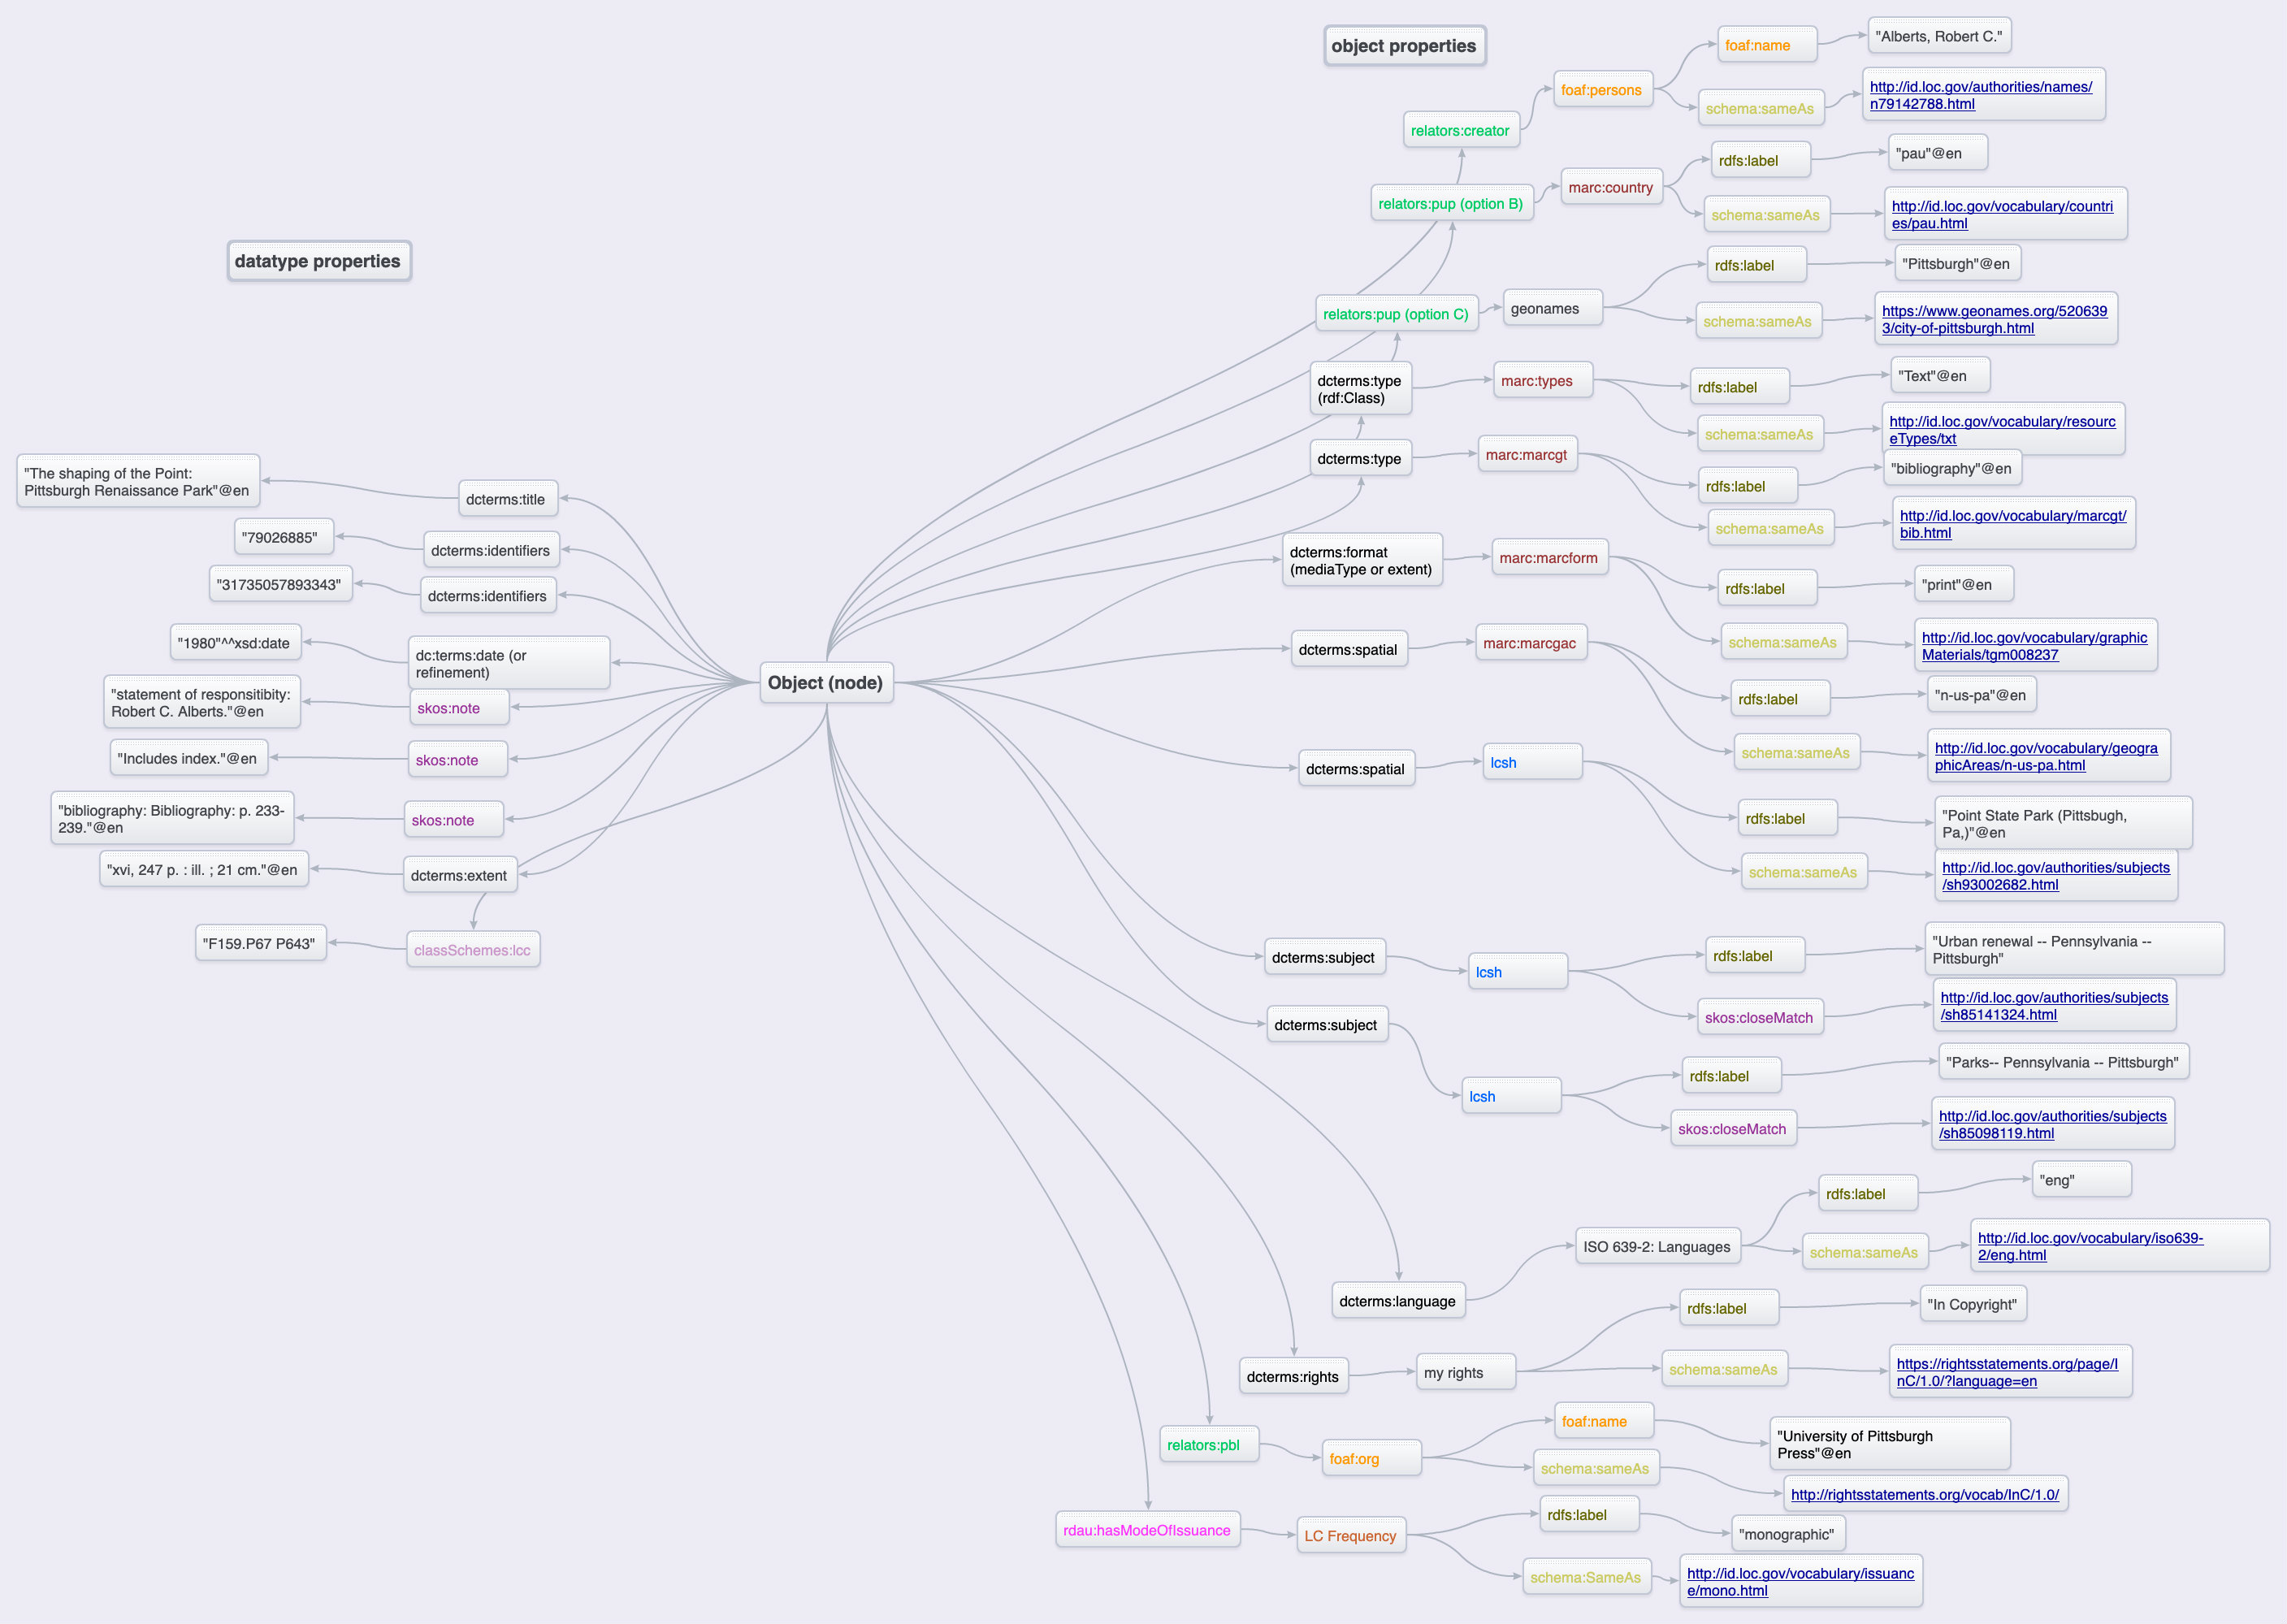 object properties
foaf:name
"Alberts, Robert C."
foaf:persons
schema:sameAs
http://id.loc.gov/authorities/names/
n79142788.html
relators:creator
rdfs:label
"pau"@en
relators:pup (option B)
marc:country
schema:sameAs
http://id.loc.gov/vocabulary/countri
es/pau.html
datatype properties
rdfs:label
"Pittsburgh"@en
relators:pup (option C)
geonames
schema:sameAs
https://www.geonames.org/520639
3/city-of-pittsburgh.html
dcterms:type
(rdf:Class)
marc:types
rdfs:label
"Text"@en
schema:sameAs
http://id.loc.gov/vocabulary/resourc
eTypes/txt
dcterms:type
marc:marcgt
rdfs:label
"bibliography"@en
schema:sameAs
http://id.loc.gov/vocabulary/marcgt/
bib.html
dcterms:format
(mediaType or extent)
marc:marcform
rdfs:label
"print"@en
schema:sameAs
http://id.loc.gov/vocabulary/graphic
Materials/tgm008237
dcterms:spatial
marc:marcgac
rdfs:label
"n-us-pa"@en
schema:sameAs
http://id.loc.gov/vocabulary/geogra
phicAreas/n-us-pa.html
dcterms:spatial
lcsh
rdfs:label
"Point State Park (Pittsbugh,
Pa,)"@en
schema:sameAs
http://id.loc.gov/authorities/subjects
/sh93002682.html
"The shaping of the Point:
Pittsburgh Renaissance Park"@en
dcterms:title
"79026885"
dcterms:identifiers
"31735057893343"
dcterms:identifiers
"1980"^^xsd:date
dc:terms:date (or
refinement)
Object (node)
"statement of responsitibity:
Robert C. Alberts."@en
skos:note
"Includes index."@en
skos:note
"bibliography: Bibliography: p. 233-
239."@en
skos:note
"xvi, 247 p. : ill. ; 21 cm."@en
dcterms:extent
"F159.P67 P643"
classSchemes:lcc
dcterms:subject
lcsh
rdfs:label
"Urban renewal -- Pennsylvania --
Pittsburgh"
skos:closeMatch
http://id.loc.gov/authorities/subjects
/sh85141324.html
dcterms:subject
lcsh
rdfs:label
"Parks-- Pennsylvania -- Pittsburgh"
skos:closeMatch
http://id.loc.gov/authorities/subjects
/sh85098119.html
dcterms:language
ISO 639-2: Languages
rdfs:label
"eng"
schema:sameAs
http://id.loc.gov/vocabulary/iso639-
2/eng.html
dcterms:rights
my rights
rdfs:label
"In Copyright"
schema:sameAs
https://rightsstatements.org/page/I
nC/1.0/?language=en
relators:pbl
foaf:org
foaf:name
"University of Pittsburgh
Press"@en
schema:sameAs
http://rightsstatements.org/vocab/InC/1.0/
rdau:hasModeOfIssuance
LC Frequency
rdfs:label
"monographic"
schema:SameAs
http://id.loc.gov/vocabulary/issuanc
e/mono.html